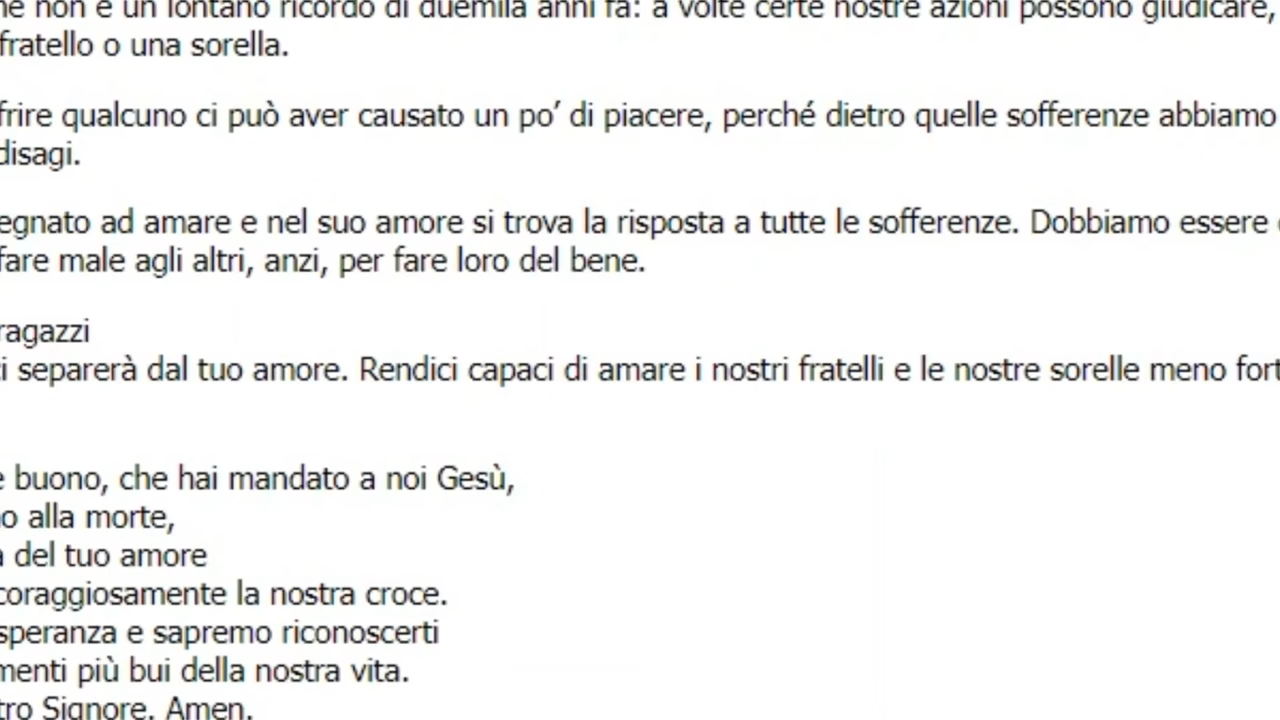 non è un lontano ricordo di duemila anni fa: a volte certe nostre azioni possono giudicare,
fratello o una sorella.
frire qualcuno ci può aver causato un po’ di piacere, perché dietro quelle sofferenze abbiamo
disagi.
egnato ad amare e nel suo amore si trova la risposta a tutte le sofferenze. Dobbiamo essere
fare male agli altri, anzi, per fare loro del bene.
ragazzi
ci separerà dal tuo amore. Rendici capaci di amare i nostri fratelli e le nostre sorelle meno fort
e buono, che hai mandato a noi Gesù,
no alla morte,
a del tuo amore
coraggiosamente la nostra croce.
speranza e sapremo riconoscerti
menti più bui della nostra vita.
tro Signore. Amen.